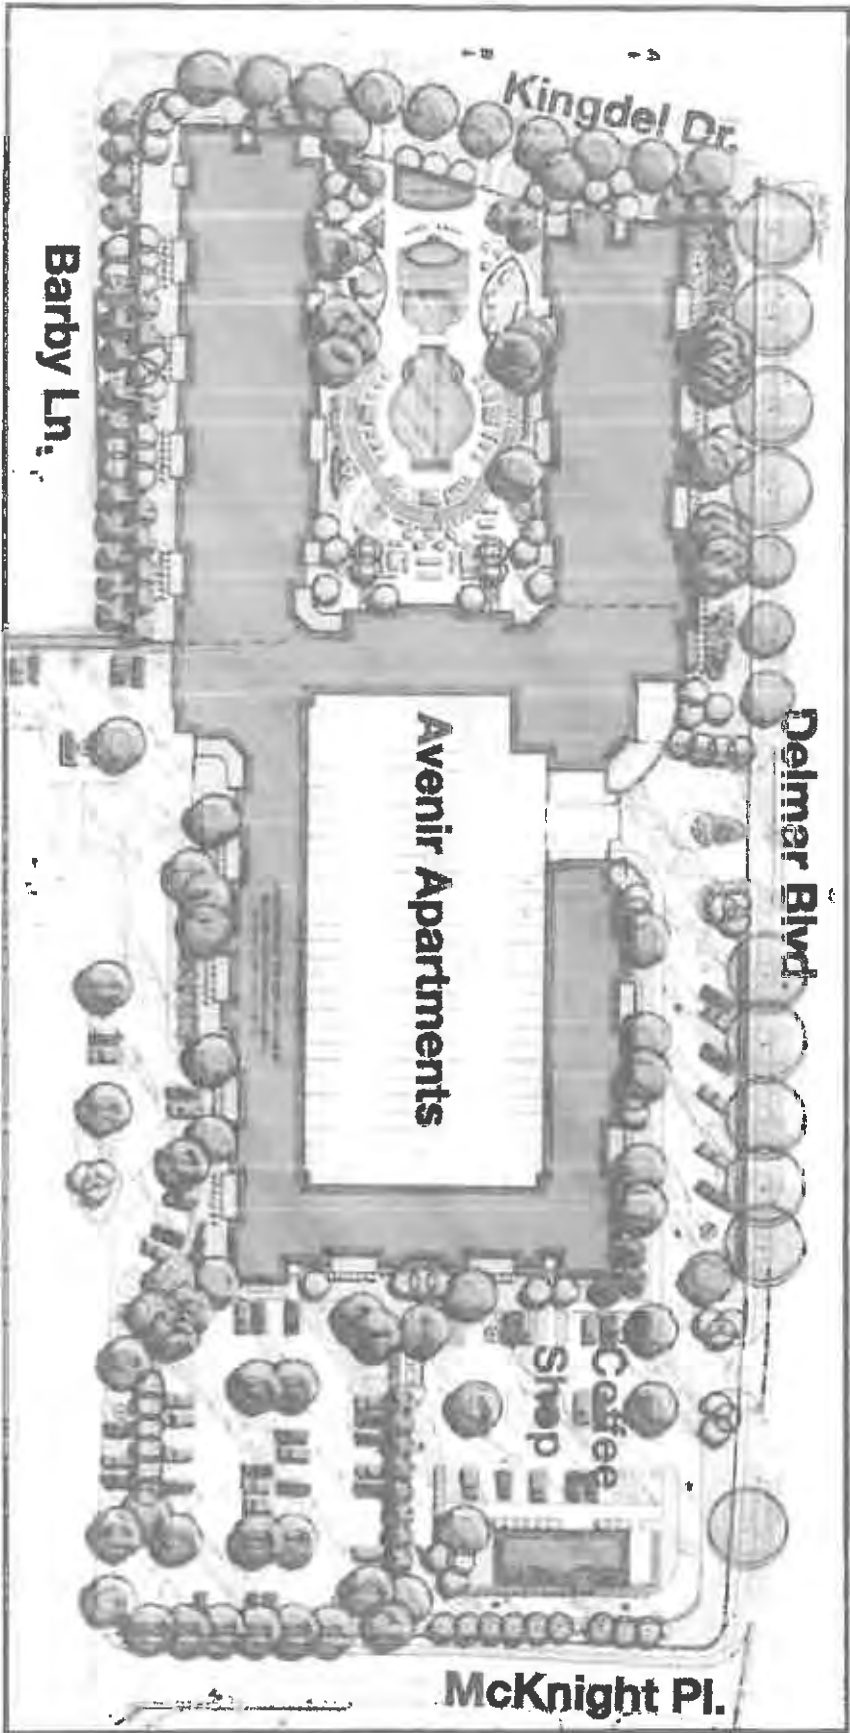 Kingdel Dr.
Barby Ln.
Delmar Blvd.
Avenir Apartments
Coffee
Shop
McKnight Pl.